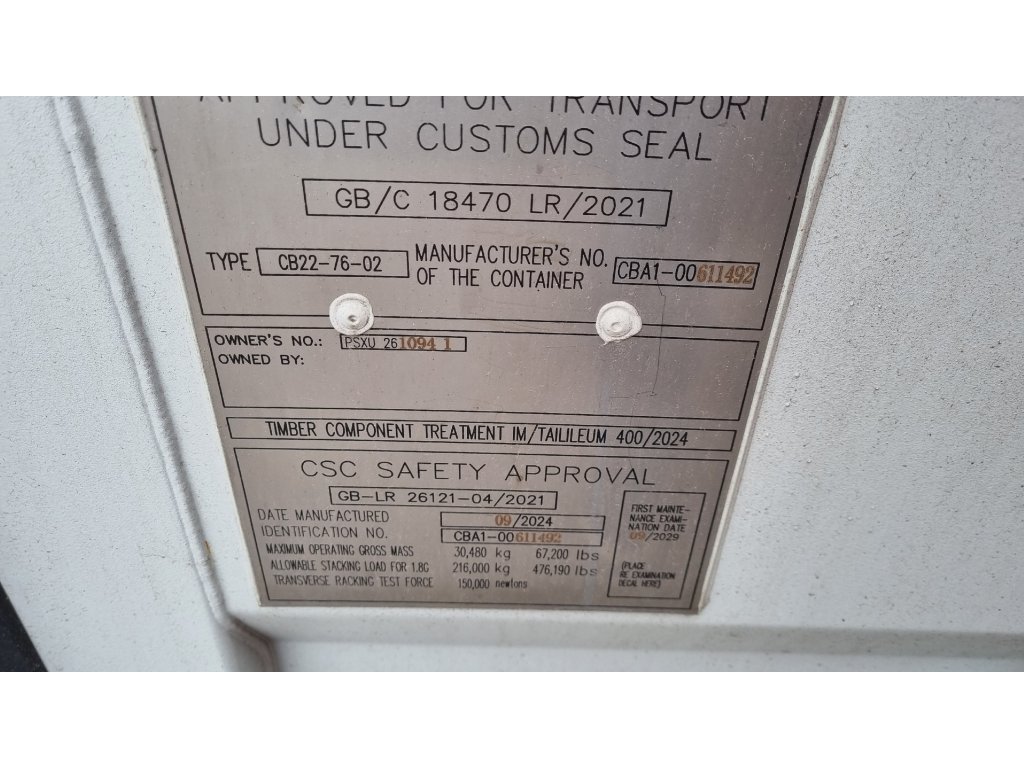 APPROVED FOR TRANSPORT
UNDER CUSTOMS SEAL
GB/C 18470 LR/2021
TYPE CB22-76-02 MANUFACTURER'S NO. OF THE CONTAINER CBA1-00611492
OWNER'S NO.: PSXU 261094 1
OWNED BY:
TIMBER COMPONENT TREATMENT IM/TAILILEUM 400/2024
CSC SAFETY APPROVAL
GB-LR 26121-04/2021
DATE MANUFACTURED 09/2024
IDENTIFICATION NO. CBA1-00611492
MAXIMUM OPERATING GROSS MASS 30,480 kg 67,200 lbs
ALLOWABLE STACKING LOAD FOR 1.8G 216,000 kg 476,190 lbs
TRANSVERSE RACKING TEST FORCE 150,000 newtons
FIRST MAINTE-
NANCE EXAMI-
NATION DATE
09/2029
(PLACE
RE EXAMINATION
DECAL HERE)